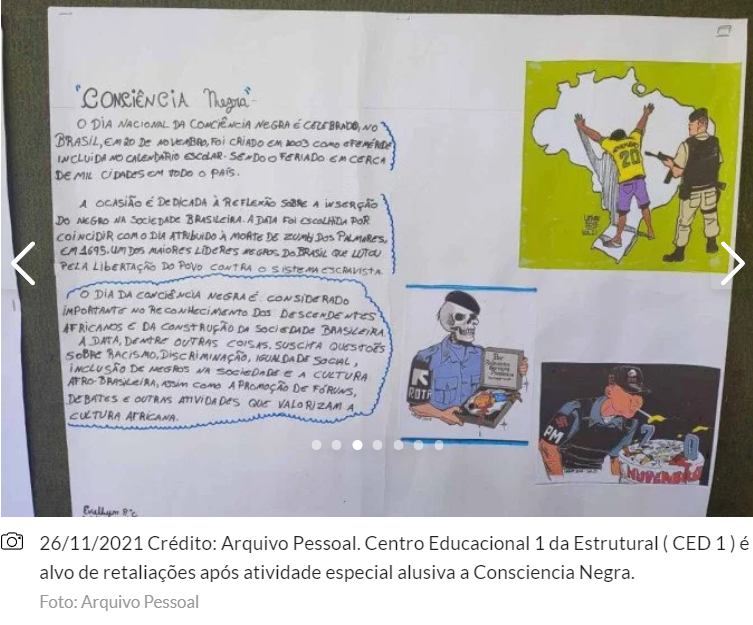 "CONCIÊNCIA Negra"
O DIA NACIONAL DA CONCIÊNCIA NEGRA É CELEBRADO, NO
BRASIL, EM 20 DE NOVEMBRO, FOI CRIADO EM 2003 COMO EFEMÉRIDE
INCLUIDA NO CALENDÁRIO ESCOLAR. SENDO FERIADO EM CERCA
DE MIL CIDADES EM TODO O PAÍS.
A OCASIÃO É DEDICADA À REFLEXÃO SOBRE A INSERÇÃO
DO NEGRO NA SOCIEDADE BRASILEIRA. A DATA FOI ESCOLHIDA POR
COINCIDIR COM O DIA ATRIBUÍDO À MORTE DE ZUMBI DOS PALMARES,
EM 1695, UM DOS MAIORES LÍDERES NEGROS DO BRASIL QUE LUTOU
PELA LIBERTAÇÃO DO POVO CONTRA O SISTEMA ESCRAVISTA.
O DIA DA CONCIÊNCIA NEGRA É CONSIDERADO
IMPORTANTE NO RECONHECIMENTO DOS DESCENDENTES
AFRICANOS E DA CONSTRUÇÃO DA SOCIEDADE BRASILEIRA.
A DATA, DENTRE OUTRAS COISAS, SUSCITA QUESTÕES
SOBRE RACISMO, DISCRIMINAÇÃO, IGUALDADE SOCIAL,
INCLUSÃO DE NEGROS NA SOCIEDADE E A CULTURA
AFRO-BRASILEIRA, ASSIM COMO A PROMOÇÃO DE FÓRUNS,
DEBATES E OUTRAS ATIVIDADES QUE VALORIZAM A
CULTURA AFRICANA.
20
ROTA
PM
2 0
NOVEMBRO
26/11/2021 Crédito: Arquivo Pessoal. Centro Educacional 1 da Estrutural ( CED 1 ) é
alvo de retaliações após atividade especial alusiva a Consciencia Negra.
Foto: Arquivo Pessoal